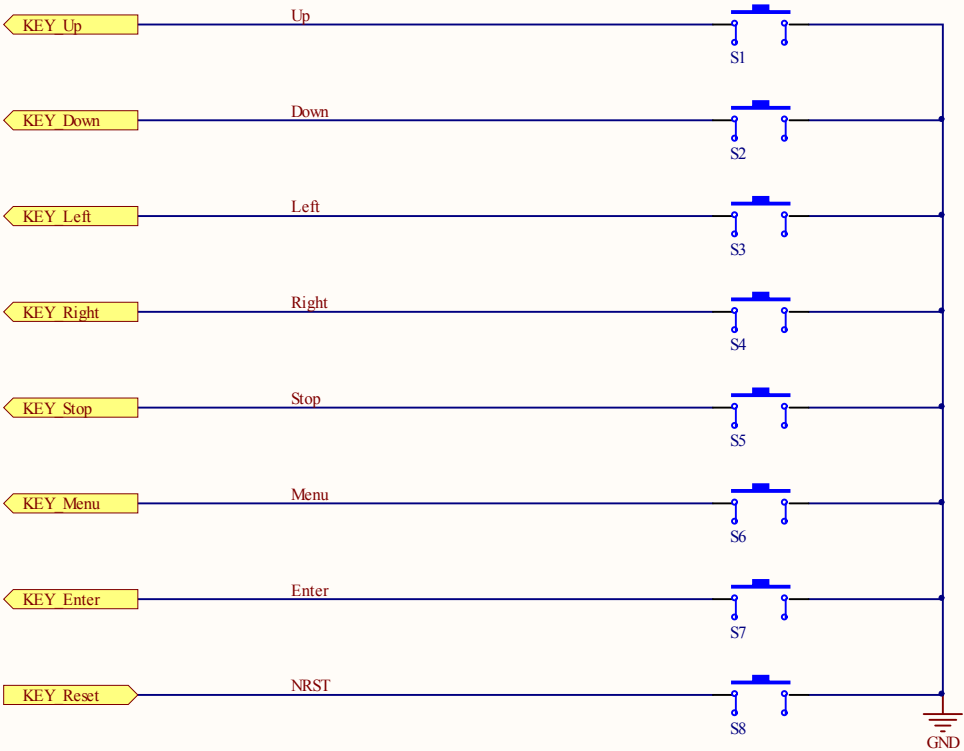 Up
KEY_Up
S1
Down
KEY_Down
S2
Left
KEY_Left
S3
Right
KEY_Right
S4
Stop
KEY_Stop
S5
Menu
KEY_Menu
S6
Enter
KEY_Enter
S7
NRST
KEY_Reset
S8
GND